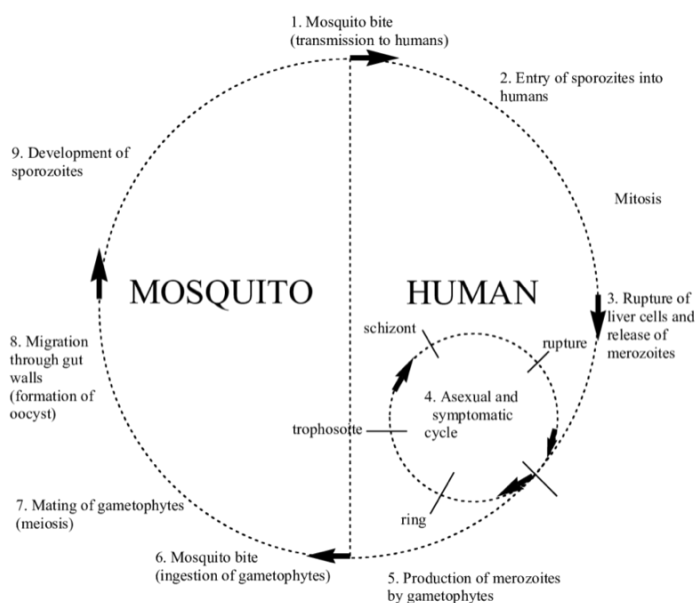 1. Mosquito bite
(transmission to humans)
2. Entry of sporozites into
humans
Mitosis
3. Rupture of
liver cells and
release of
merozoites
rupture
schizont
4. Asexual and
symptomatic
cycle
trophosotte
ring
5. Production of merozoites
by gametophytes
6. Mosquito bite
(ingestion of gametophytes)
7. Mating of gametophytes
(meiosis)
8. Migration
through gut
walls
(formation of
oocyst)
9. Development of
sporozoites
MOSQUITO
HUMAN